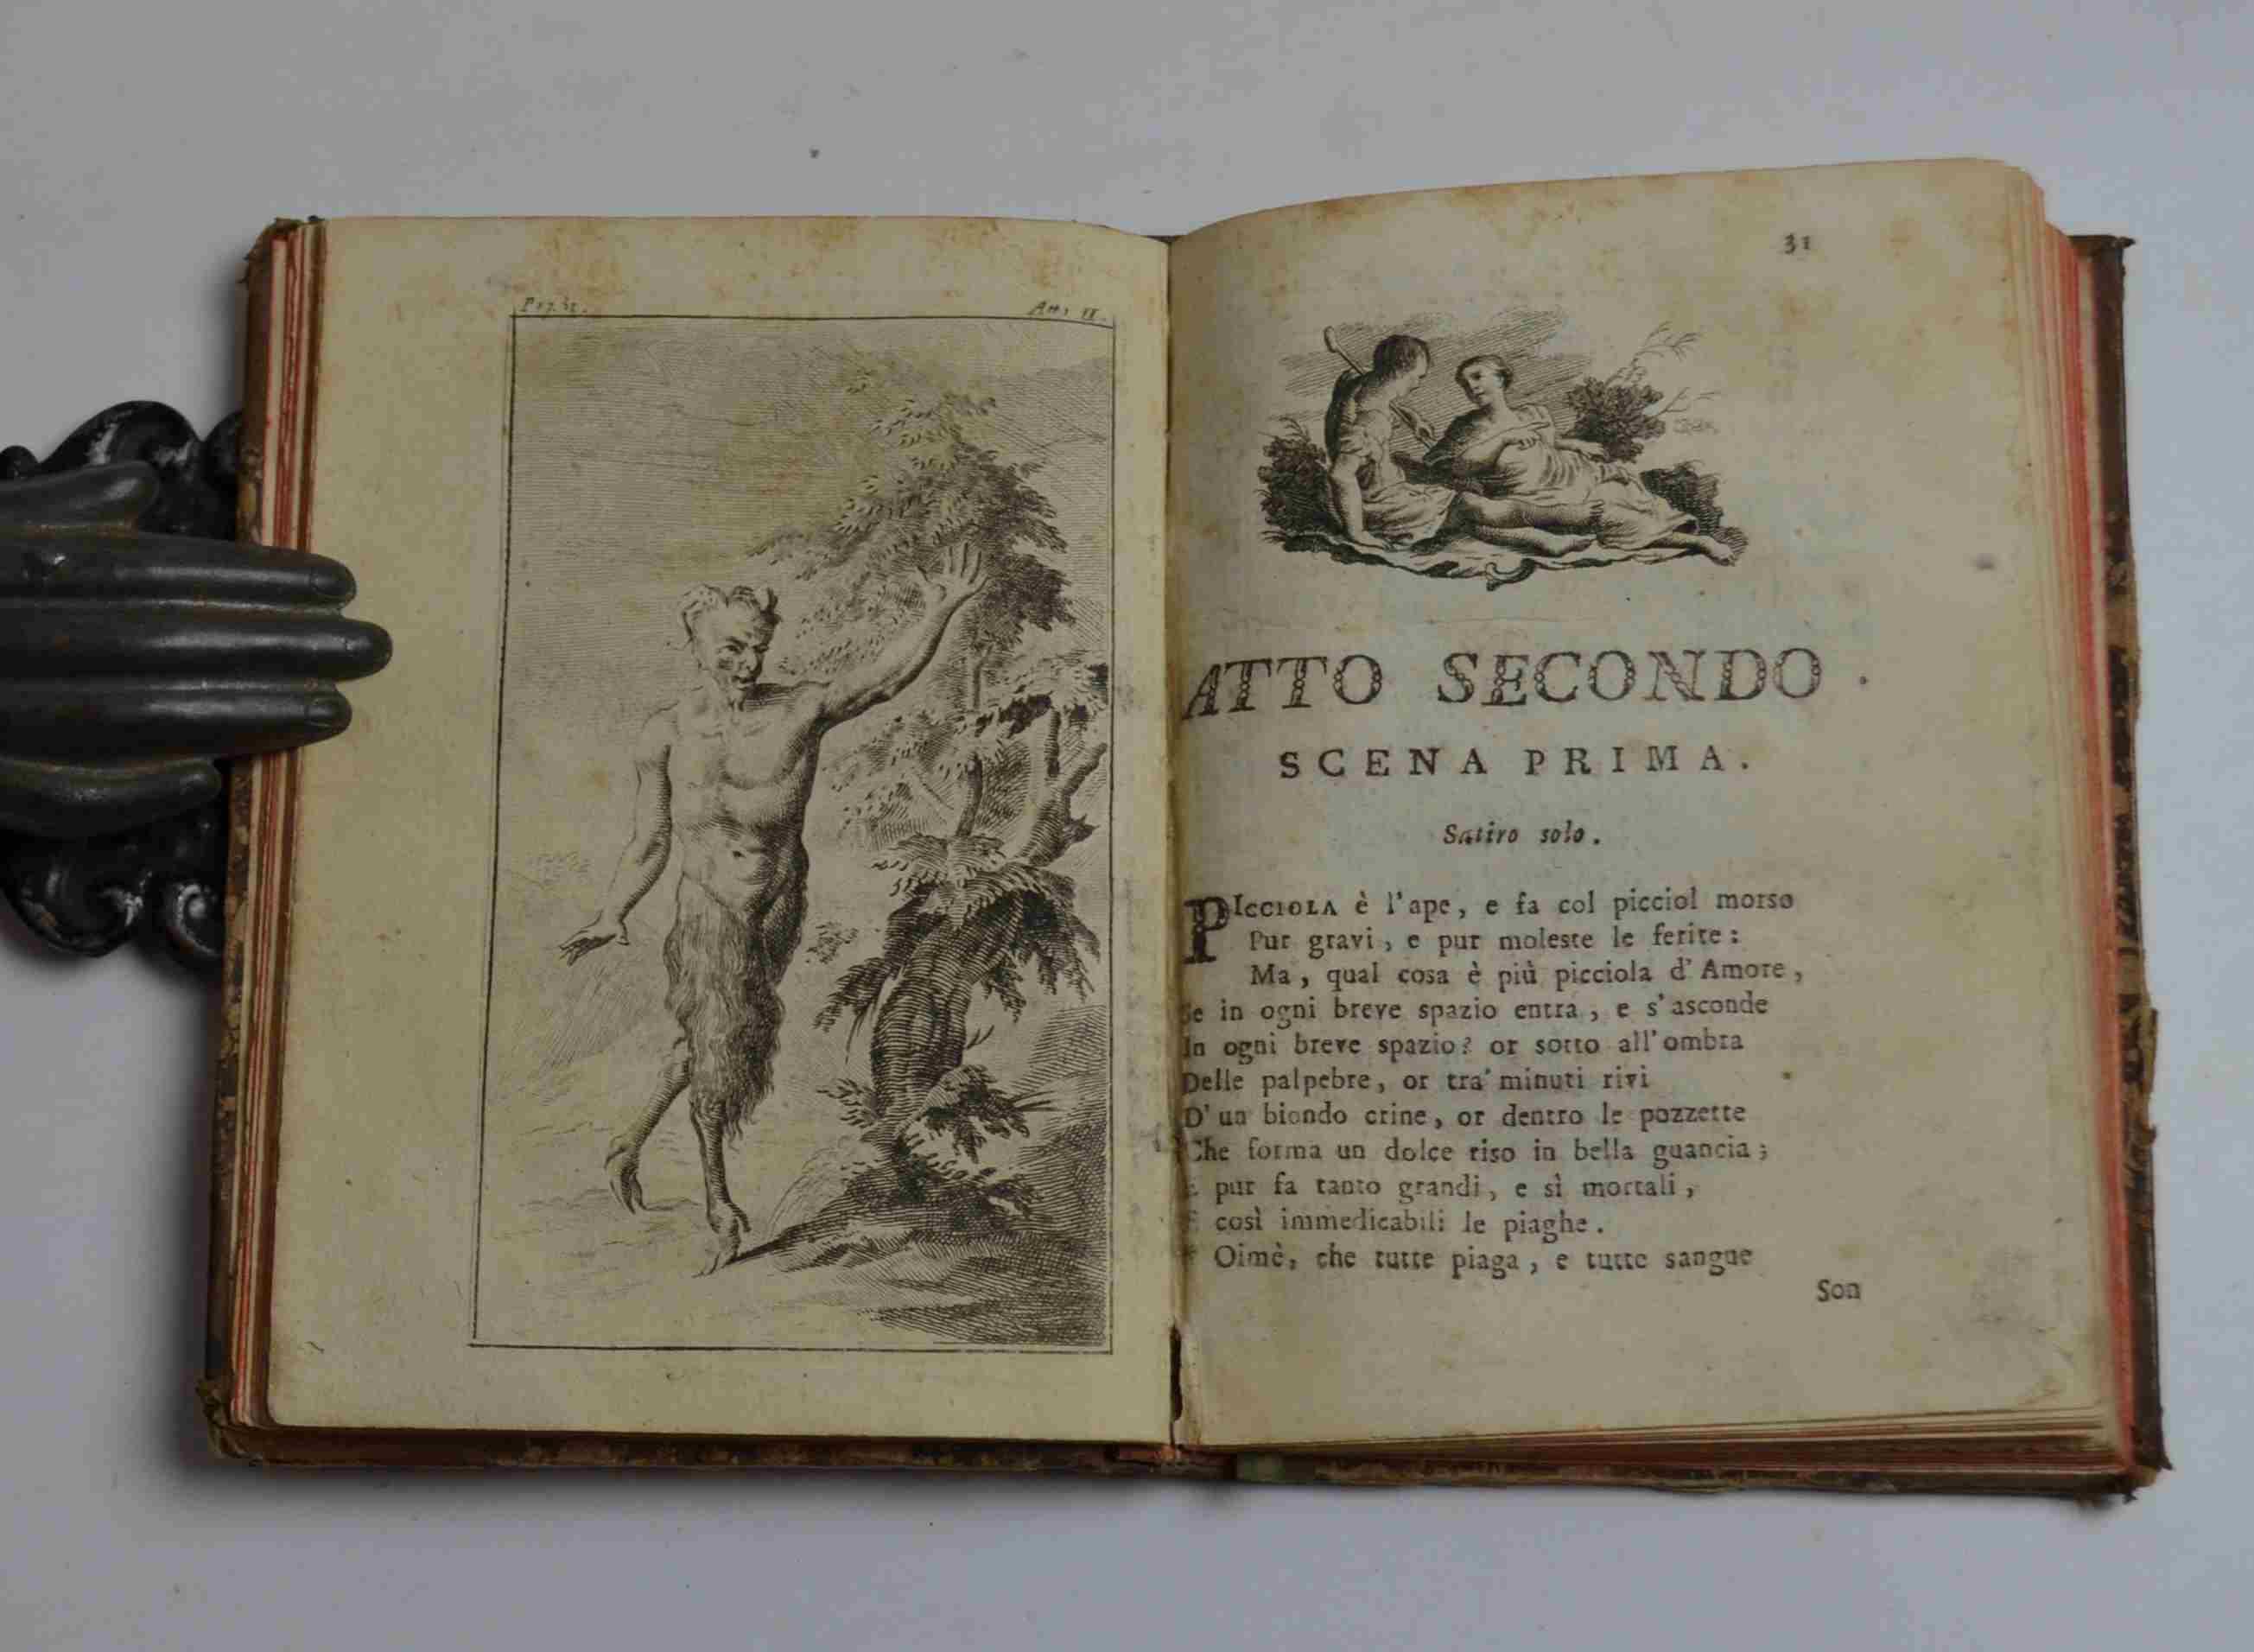 Pag. 31.
Atto II.
31
ATTO SECONDO.
SCENA PRIMA.
Satiro solo.
PICCIOLA è l'ape, e fa col picciol morso
Pur gravi, e pur moleste le ferite:
Ma, qual cosa è più picciola d'Amore,
Se in ogni breve spazio entra, e s'asconde
In ogni breve spazio? or sotto all'ombra
Delle palpebre, or tra' minuti rivi
D'un biondo crine, or dentro le pozzette
Che forma un dolce riso in bella guancia;
E pur fa tanto grandi, e sì mortali,
E così immedicabili le piaghe.
Oimè, che tutte piaga, e tutte sangue
Son